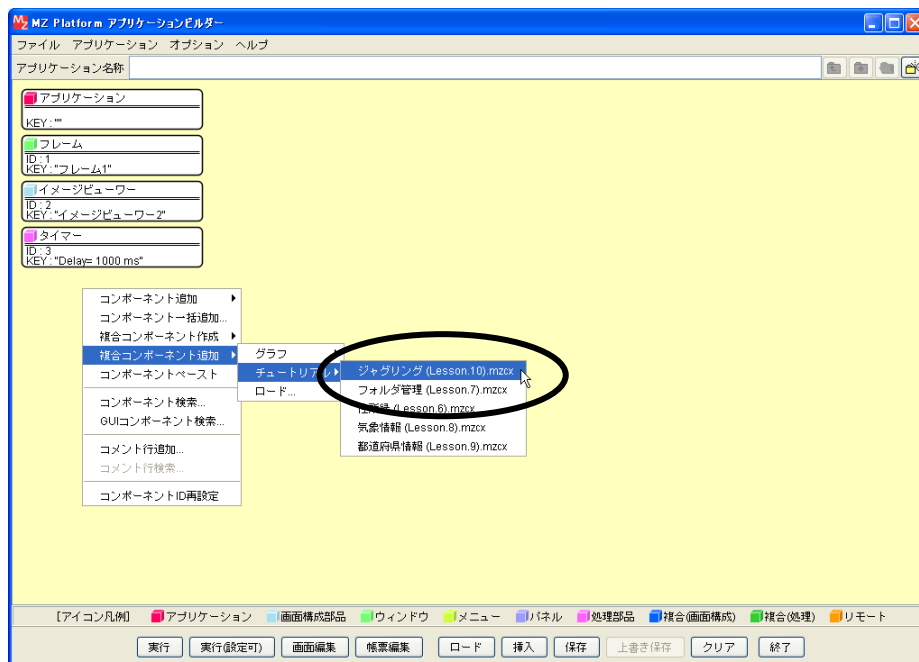 MZ Platform アプリケーションビルダー
ファイル アプリケーション オプション ヘルプ
アプリケーション名称
アプリケーション
KEY:""
フレーム
ID:1
KEY:"フレーム1"
イメージビューワー
ID:2
KEY:"イメージビューワー2"
タイマー
ID:3
KEY:"Delay= 1000 ms"
コンポーネント追加
コンポーネント一括追加...
複合コンポーネント作成
複合コンポーネント追加
コンポーネントペースト
コンポーネント検索...
GUIコンポーネント検索...
コメント行追加...
コメント行検索...
コンポーネントID再設定
グラフ
チュートリアル
ロード...
ジャグリング (Lesson.10).mzcx
フォルダ管理 (Lesson.7).mzcx
住所録 (Lesson.6).mzcx
気象情報 (Lesson.8).mzcx
都道府県情報 (Lesson.9).mzcx
[アイコン凡例] アプリケーション 画面構成部品 ウィンドウ メニュー パネル 処理部品 複合(画面構成) 複合(処理) リモート
実行 実行(設定可) 画面編集 帳票編集 ロード 挿入 保存 上書き保存 クリア 終了